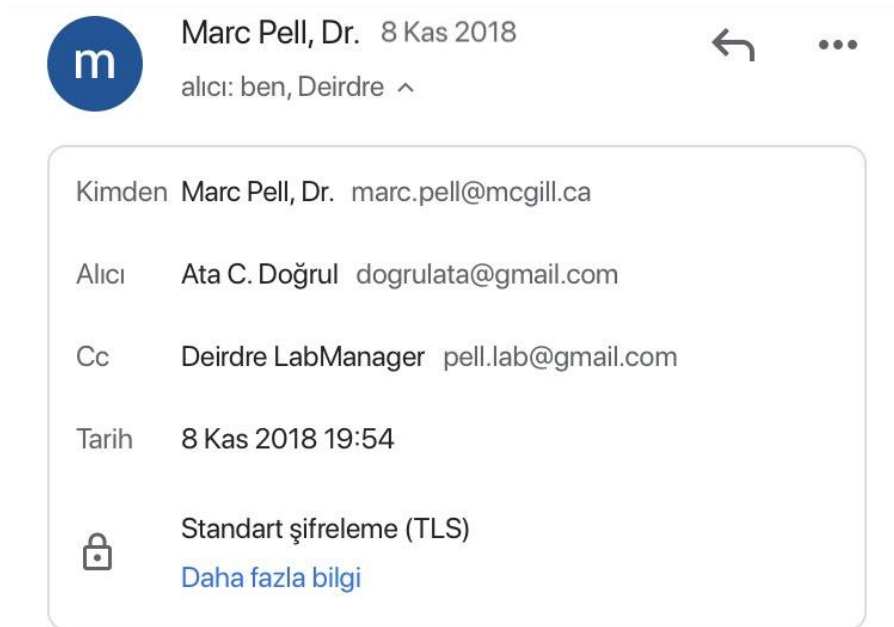 m
Marc Pell, Dr. 8 Kas 2018
alıcı: ben, Deirdre
Kimden Marc Pell, Dr. marc.pell@mcgill.ca
Alıcı Ata C. Doğrul dogrulata@gmail.com
Cc Deirdre LabManager pell.lab@gmail.com
Tarih 8 Kas 2018 19:54
Standart şifreleme (TLS)
Daha fazla bilgi